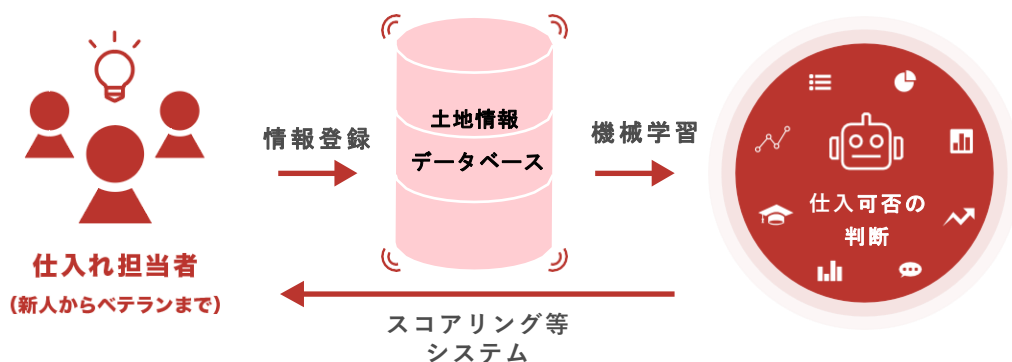 情報登録
土地情報
データベース
機械学習
仕入可否の
判断
仕入れ担当者
（新人からベテランまで）
スコアリング等
システム